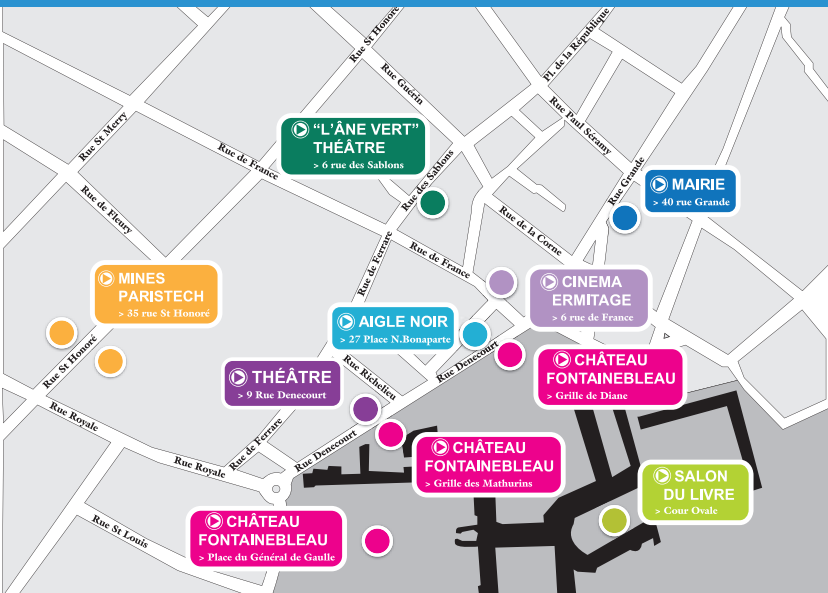 Rue St Honoré
Pl. de la République
Rue Guérin
Rue St Merry
Rue Paul Séramy
"L'ÂNE VERT"
THÉÂTRE
> 6 rue des Sablons
Rue de France
Rue des Sablons
Rue Grande
MAIRIE
> 40 rue Grande
Rue de Fleury
Rue de la Corne
Rue de Ferrare
Rue de France
MINES
PARISTECH
> 35 rue St Honoré
CINEMA
ERMITAGE
> 6 rue de France
AIGLE NOIR
> 27 Place N.Bonaparte
Rue St Honoré
Rue Richelieu
Rue Denecourt
CHÂTEAU
FONTAINEBLEAU
> Grille de Diane
THÉÂTRE
> 9 Rue Denecourt
Rue Royale
Rue de Ferrare
Rue Denecourt
CHÂTEAU
FONTAINEBLEAU
> Grille des Mathurins
Rue Royale
SALON
DU LIVRE
> Cour Ovale
Rue St Louis
CHÂTEAU
FONTAINEBLEAU
> Place du Général de Gaulle